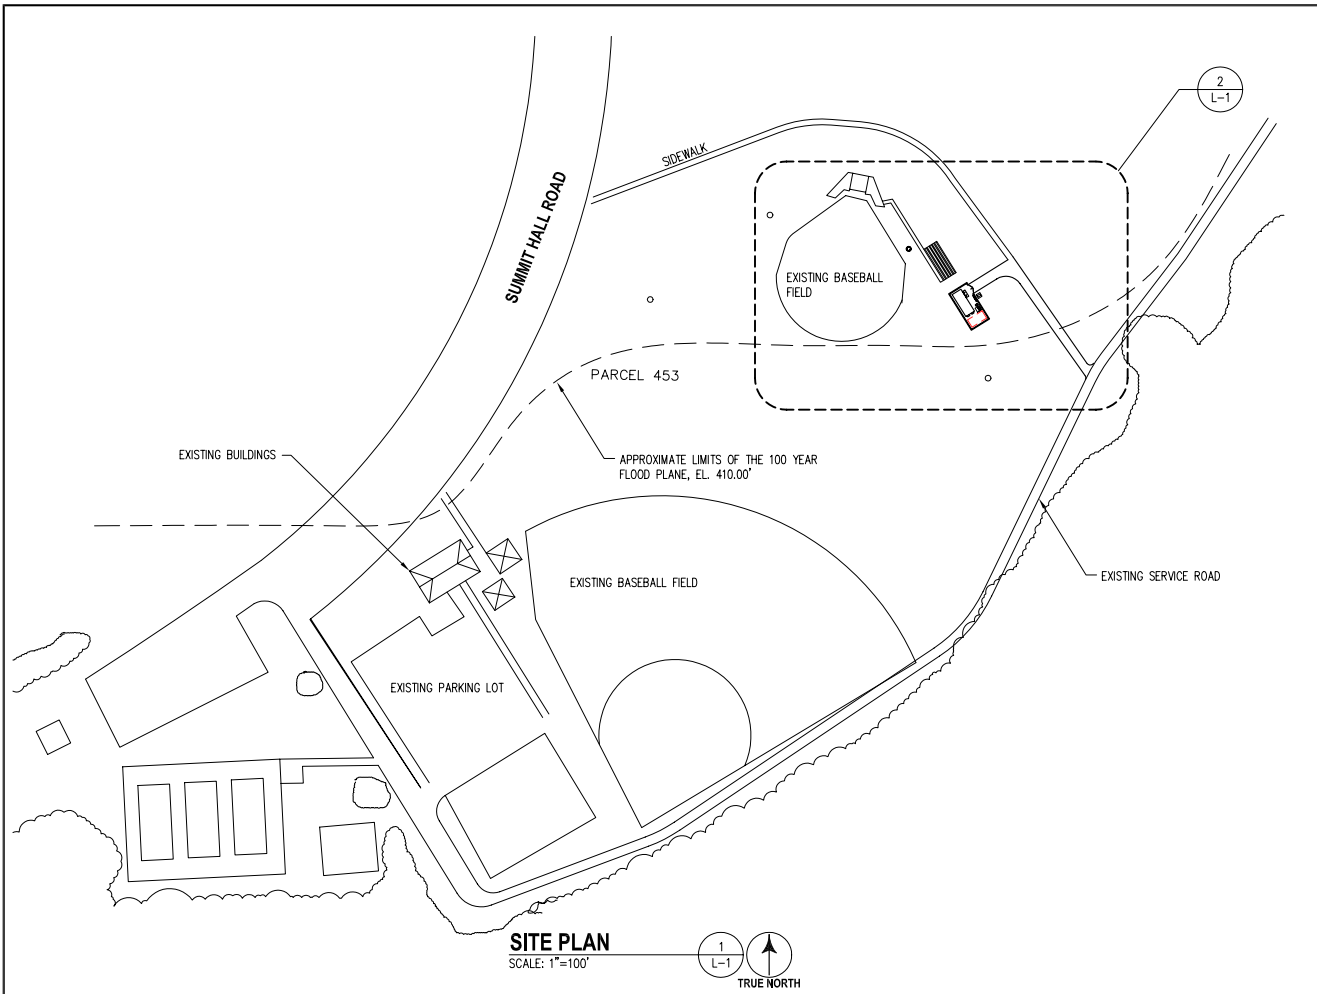 2
L-1
SIDEWALK
SUMMIT HALL ROAD
EXISTING BASEBALL
FIELD
PARCEL 453
EXISTING BUILDINGS
APPROXIMATE LIMITS OF THE 100 YEAR
FLOOD PLANE, EL. 410.00'
EXISTING BASEBALL FIELD
EXISTING SERVICE ROAD
EXISTING PARKING LOT
SITE PLAN
SCALE: 1"=100'
1
L-1
TRUE NORTH